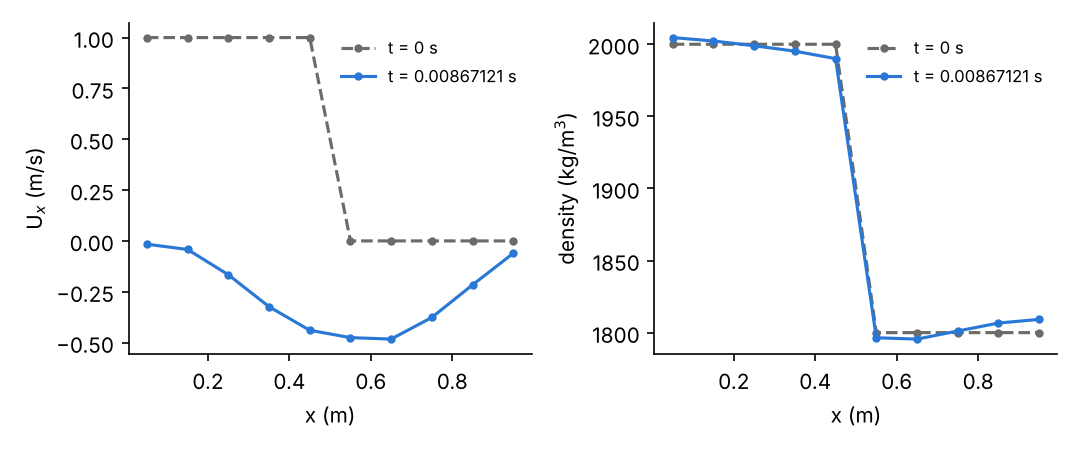 1.00
0.75
0.50
0.25
0.00
−0.25
−0.50
Uₓ (m/s)
0.2 0.4 0.6 0.8
x (m)
t = 0 s
t = 0.00867121 s
2000
1950
1900
1850
1800
density (kg/m³)
0.2 0.4 0.6 0.8
x (m)
t = 0 s
t = 0.00867121 s